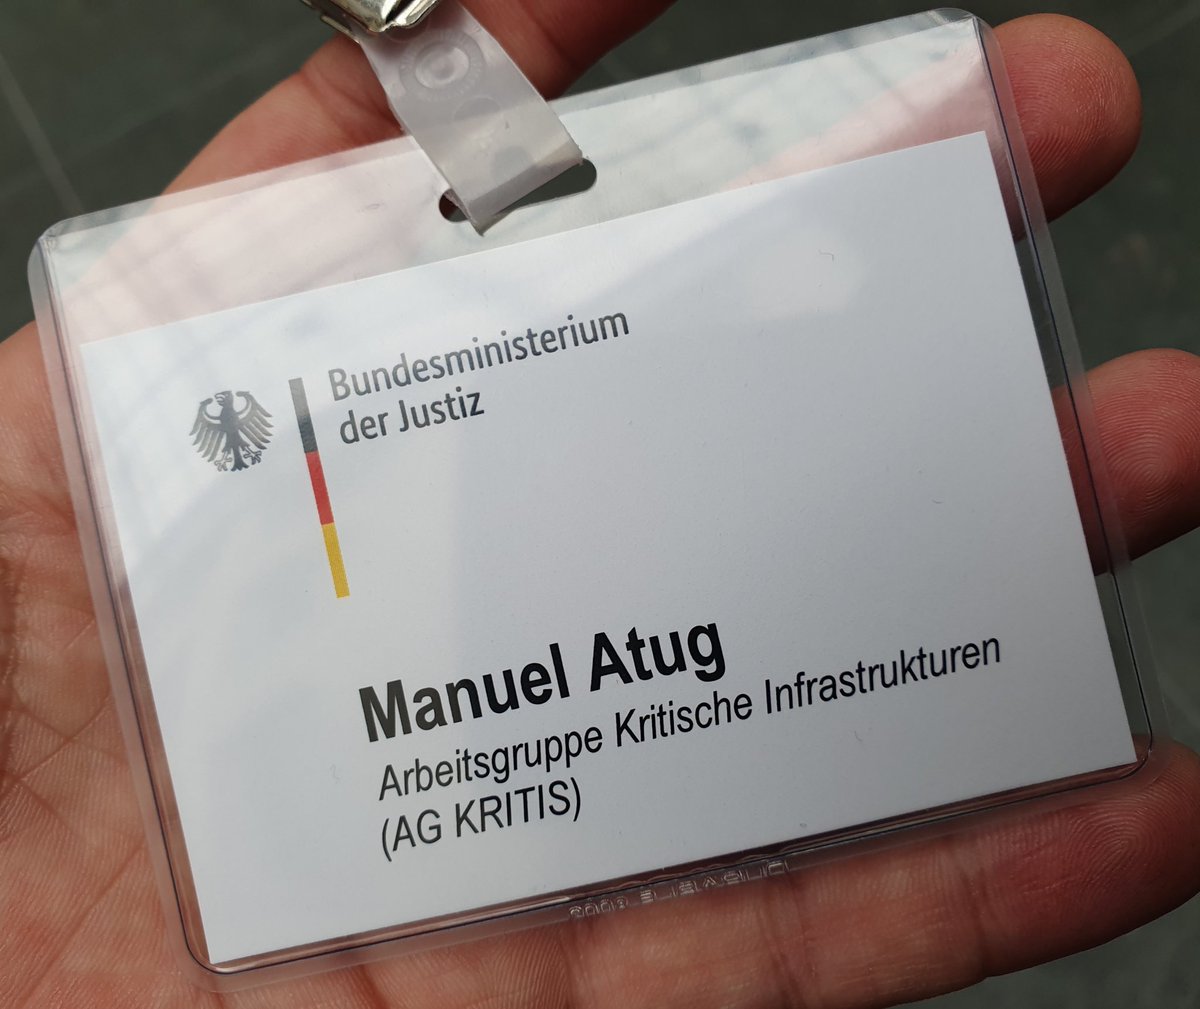 Bundesministerium
der Justiz
Manuel Atug
Arbeitsgruppe Kritische Infrastrukturen
(AG KRITIS)